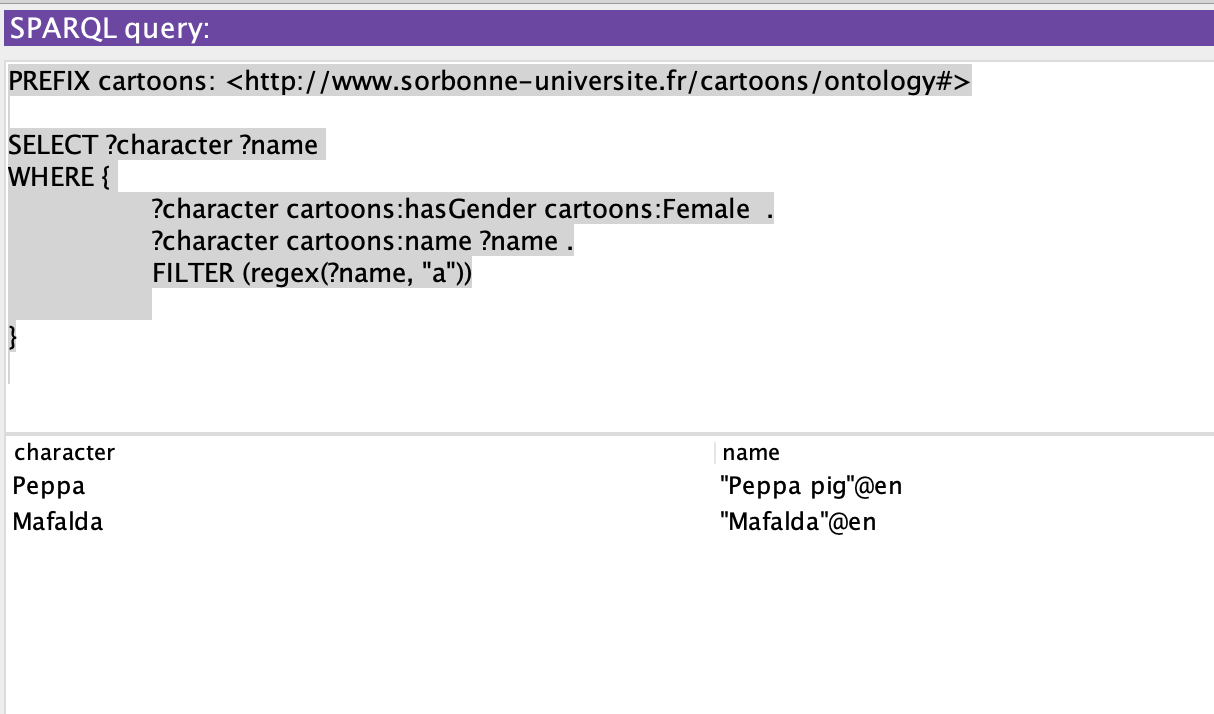 SPARQL query:
PREFIX cartoons: <http://www.sorbonne-universite.fr/cartoons/ontology#>
SELECT ?character ?name
WHERE {
?character cartoons:hasGender cartoons:Female  .
?character cartoons:name ?name .
FILTER (regex(?name, "a"))
}
character name
Peppa "Peppa pig"@en
Mafalda "Mafalda"@en